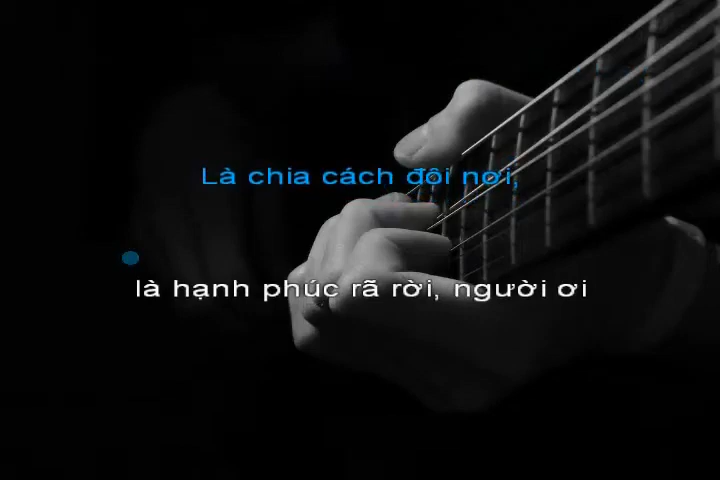 Là chia cách đôi nơi,
là hạnh phúc rã rời, người ơi